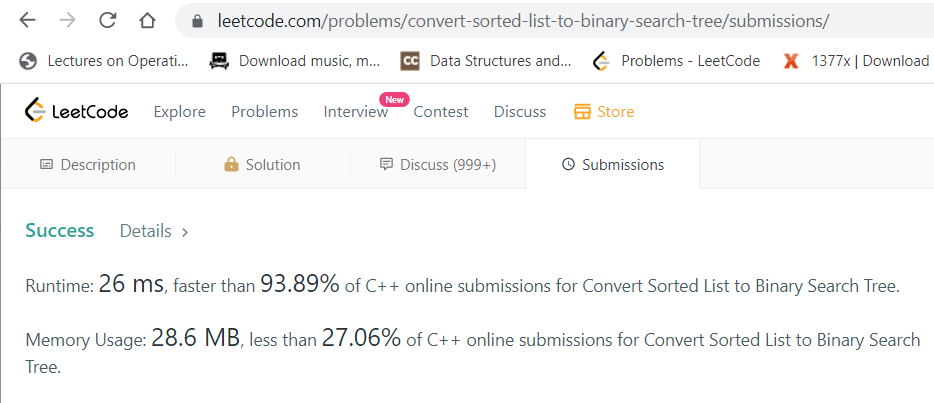 leetcode.com/problems/convert-sorted-list-to-binary-search-tree/submissions/
Lectures on Operati... Download music, m... CC Data Structures and... Problems - LeetCode X 1377x | Download
LeetCode Explore Problems Interview New Contest Discuss Store
Description Solution Discuss (999+) Submissions
Success Details >
Runtime: 26 ms, faster than 93.89% of C++ online submissions for Convert Sorted List to Binary Search Tree.
Memory Usage: 28.6 MB, less than 27.06% of C++ online submissions for Convert Sorted List to Binary Search
Tree.